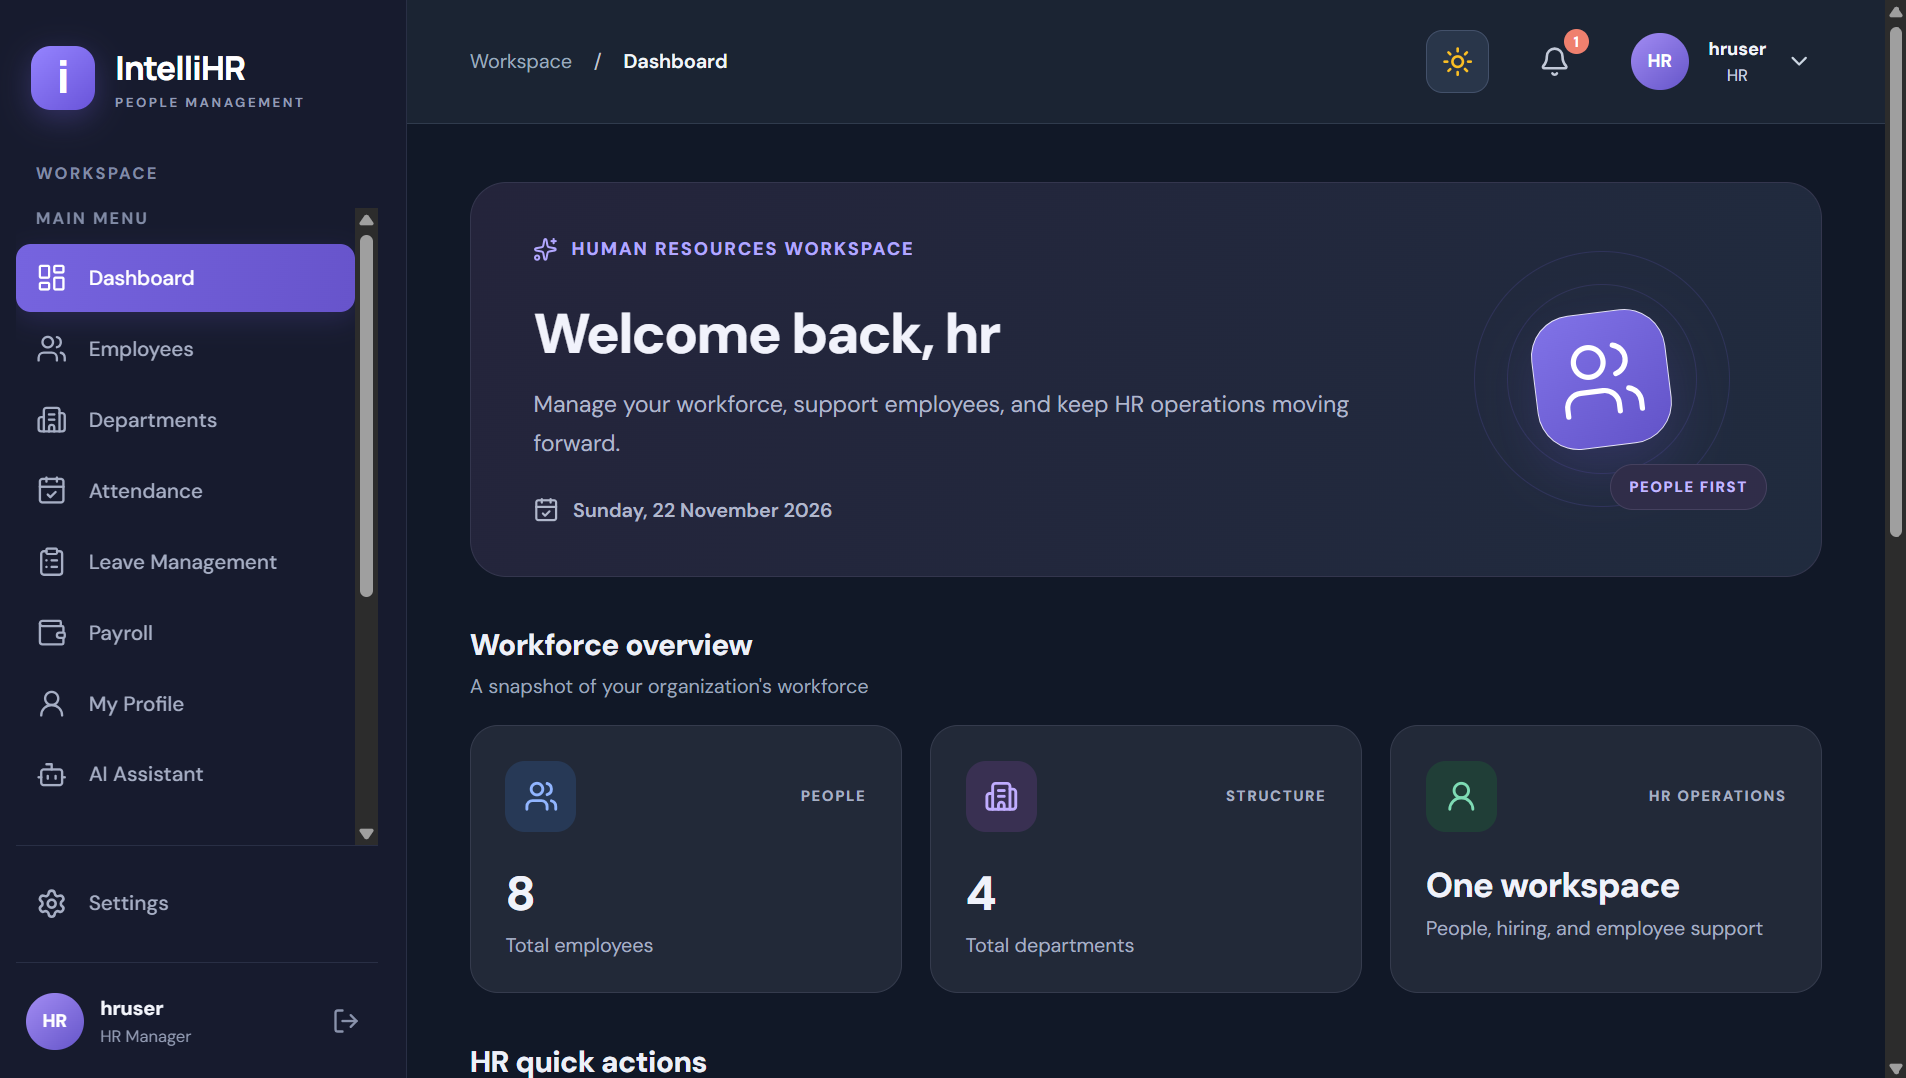 i
IntelliHR
PEOPLE MANAGEMENT
WORKSPACE
MAIN MENU
Dashboard
Employees
Departments
Attendance
Leave Management
Payroll
My Profile
AI Assistant
Settings
HR
hruser
HR Manager
Workspace / Dashboard
1
HR
hruser
HR
HUMAN RESOURCES WORKSPACE
Welcome back, hr
Manage your workforce, support employees, and keep HR operations moving
forward.
Sunday, 22 November 2026
PEOPLE FIRST
Workforce overview
A snapshot of your organization's workforce
PEOPLE
8
Total employees
STRUCTURE
4
Total departments
HR OPERATIONS
One workspace
People, hiring, and employee support
HR quick actions